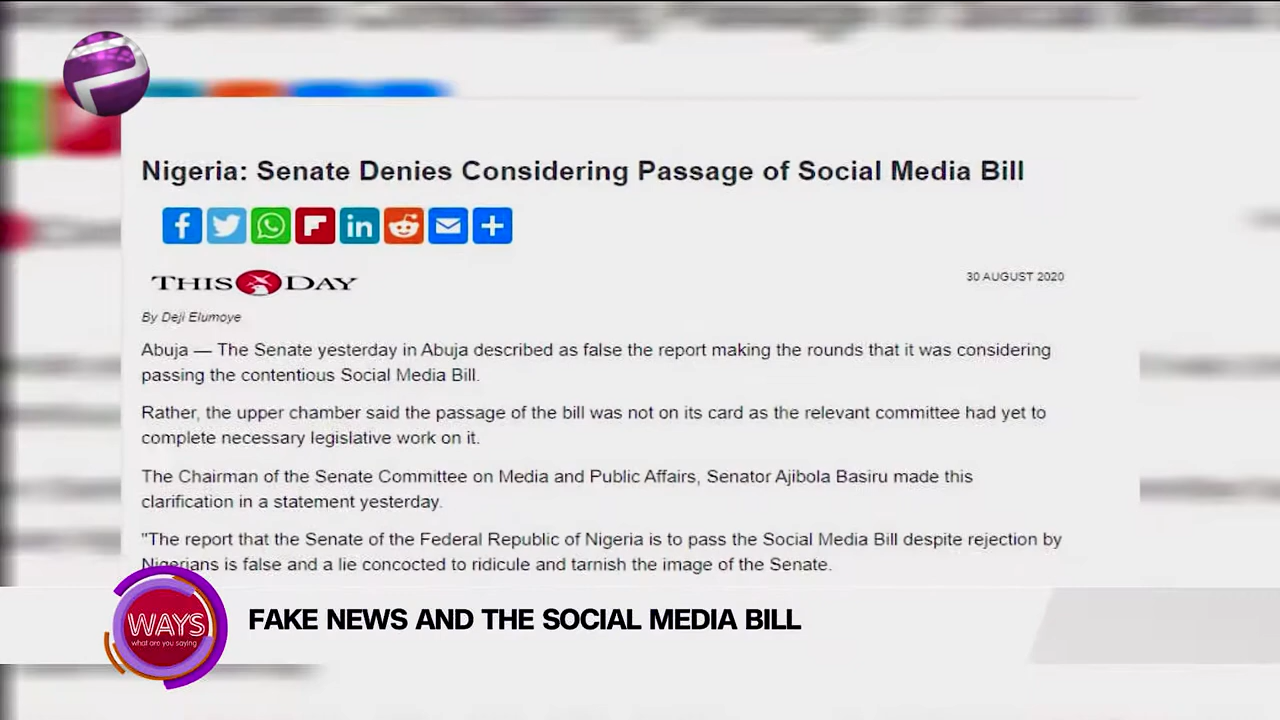 Nigeria: Senate Denies Considering Passage of Social Media Bill
THIS DAY
30 AUGUST 2020
By Deji Elumoye
Abuja — The Senate yesterday in Abuja described as false the report making the rounds that it was considering
passing the contentious Social Media Bill.
Rather, the upper chamber said the passage of the bill was not on its card as the relevant committee had yet to
complete necessary legislative work on it.
The Chairman of the Senate Committee on Media and Public Affairs, Senator Ajibola Basiru made this
clarification in a statement yesterday.
"The report that the Senate of the Federal Republic of Nigeria is to pass the Social Media Bill despite rejection by
Nigerians is false and a lie concocted to ridicule and tarnish the image of the Senate.
WAYS
what are you saying
FAKE NEWS AND THE SOCIAL MEDIA BILL